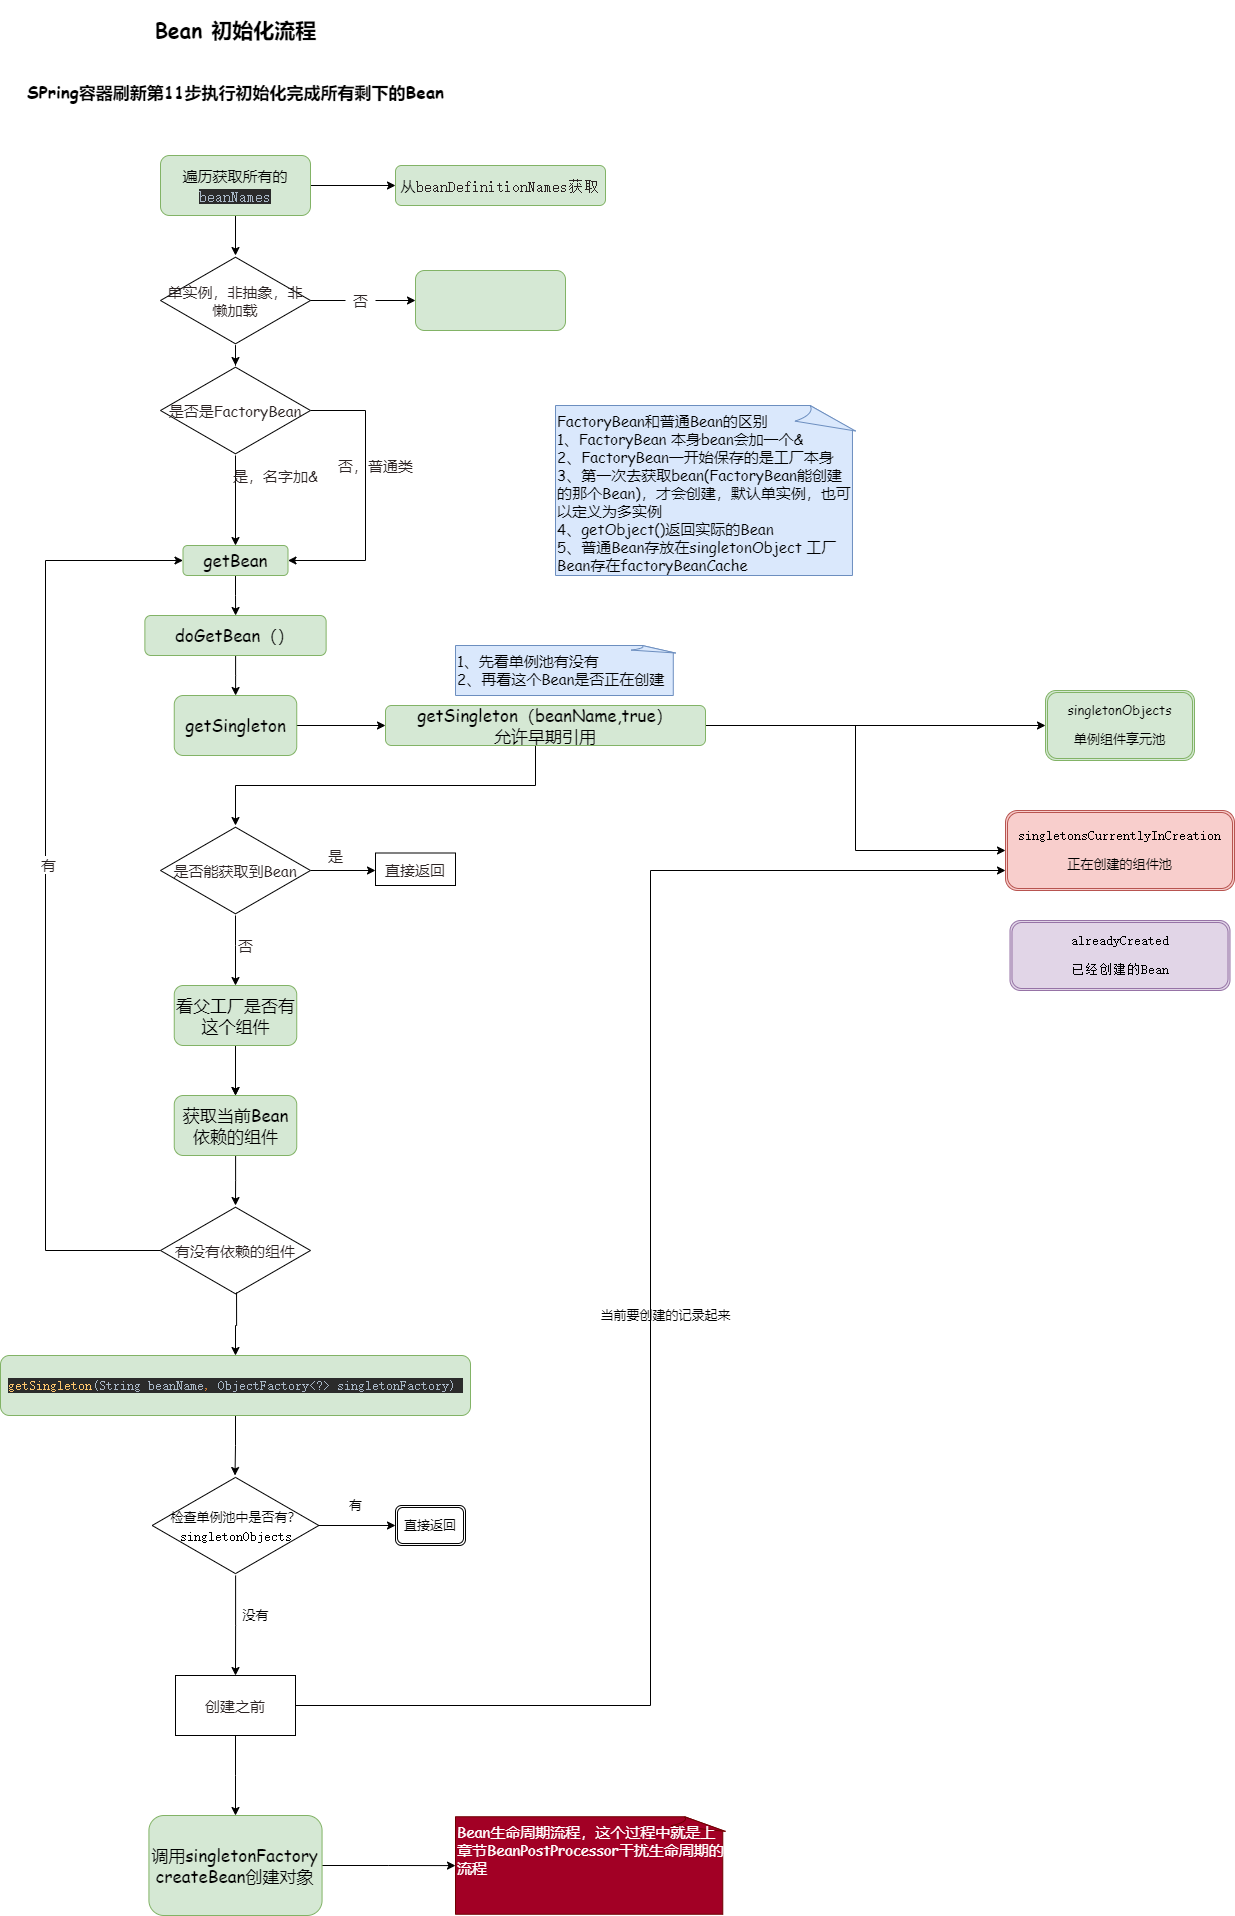 Bean 初始化流程
SPring容器刷新第11步执行初始化完成所有剩下的Bean
遍历获取所有的
beanNames
从beanDefinitionNames获取
单实例，非抽象，非
懒加载
否
是否是FactoryBean
是，名字加&
否，普通类
FactoryBean和普通Bean的区别
1、FactoryBean 本身bean会加一个&
2、FactoryBean一开始保存的是工厂本身
3、第一次去获取bean(FactoryBean能创建
的那个Bean)，才会创建，默认单实例，也可
以定义为多实例
4、getObject()返回实际的Bean
5、普通Bean存放在singletonObject 工厂
Bean存在factoryBeanCache
getBean
doGetBean（）
1、先看单例池有没有
2、再看这个Bean是否正在创建
getSingleton
getSingleton（beanName,true）
允许早期引用
singletonObjects
单例组件享元池
singletonsCurrentlyInCreation
正在创建的组件池
alreadyCreated
已经创建的Bean
是否能获取到Bean
是
直接返回
有
否
看父工厂是否有
这个组件
获取当前Bean
依赖的组件
有没有依赖的组件
当前要创建的记录起来
getSingleton(String beanName, ObjectFactory<?> singletonFactory)
检查单例池中是否有?
singletonObjects
有
直接返回
没有
创建之前
调用singletonFactory
createBean创建对象
Bean生命周期流程，这个过程中就是上
章节BeanPostProcessor干扰生命周期的
流程